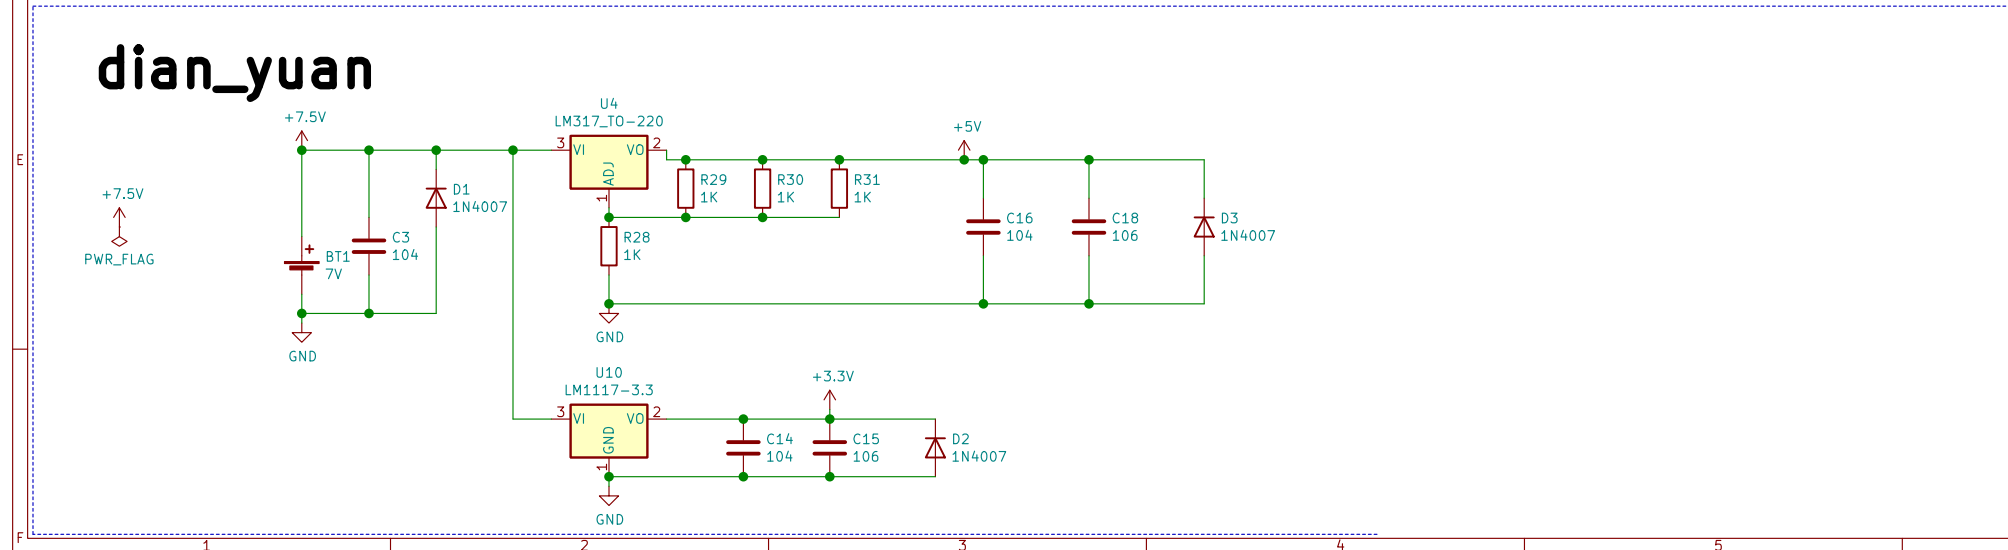 dian_yuan
+7.5V
U4
LM317_TO-220
+5V
3
VI
VO
2
ADJ
1
E
+7.5V
PWR_FLAG
D1
1N4007
R29
1K
R30
1K
R31
1K
C3
104
+
BT1
7V
R28
1K
C16
104
C18
106
D3
1N4007
GND
GND
U10
LM1117-3.3
+3.3V
3
VI
VO
2
GND
1
C14
104
C15
106
D2
1N4007
GND
F
1
2
3
4
5